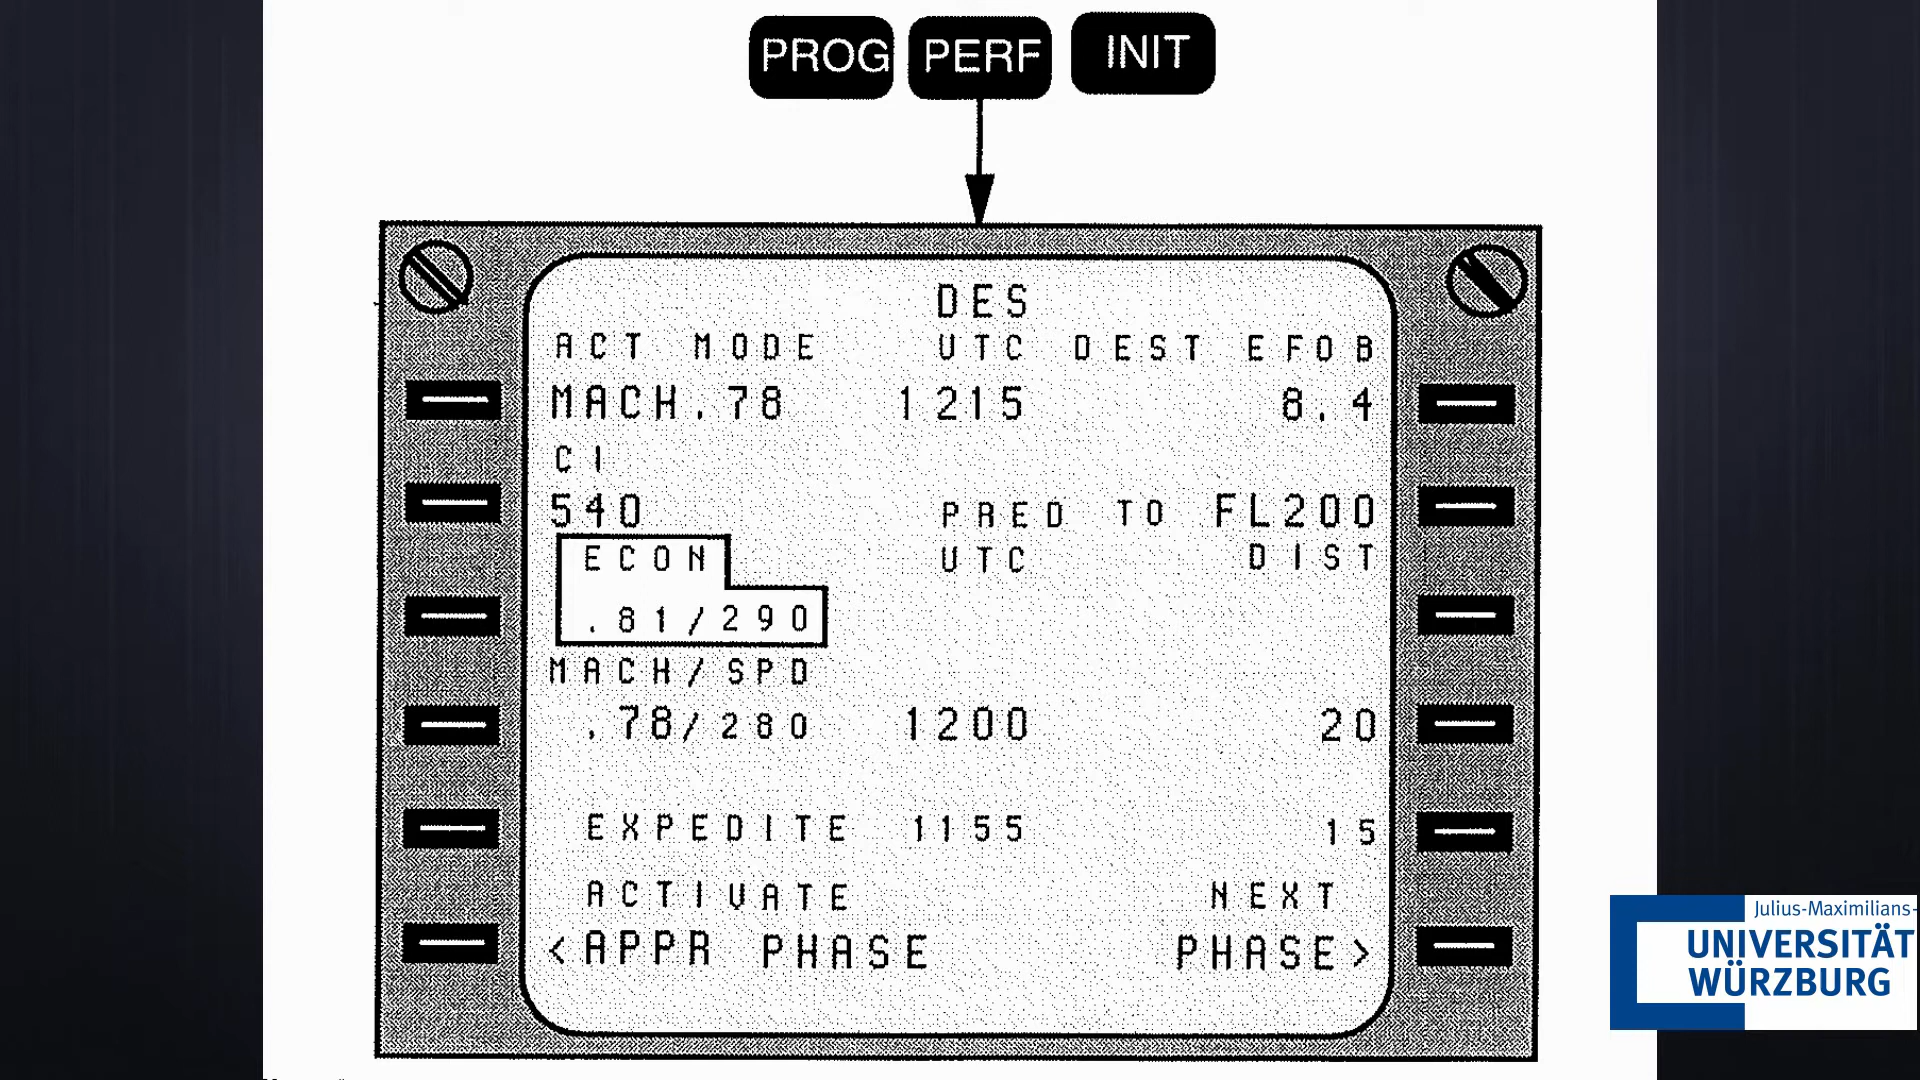 PROG PERF INIT
DES
ACT MODE UTC DEST EFOB
MACH.78 1215 8.4
CI
540 PRED TO FL200
ECON UTC DIST
.81/290
MACH/SPD
.78/280 1200 20
EXPEDITE 1155 15
ACTIVATE NEXT
<APPR PHASE PHASE>
Julius-Maximilians-
UNIVERSITÄT
WÜRZBURG